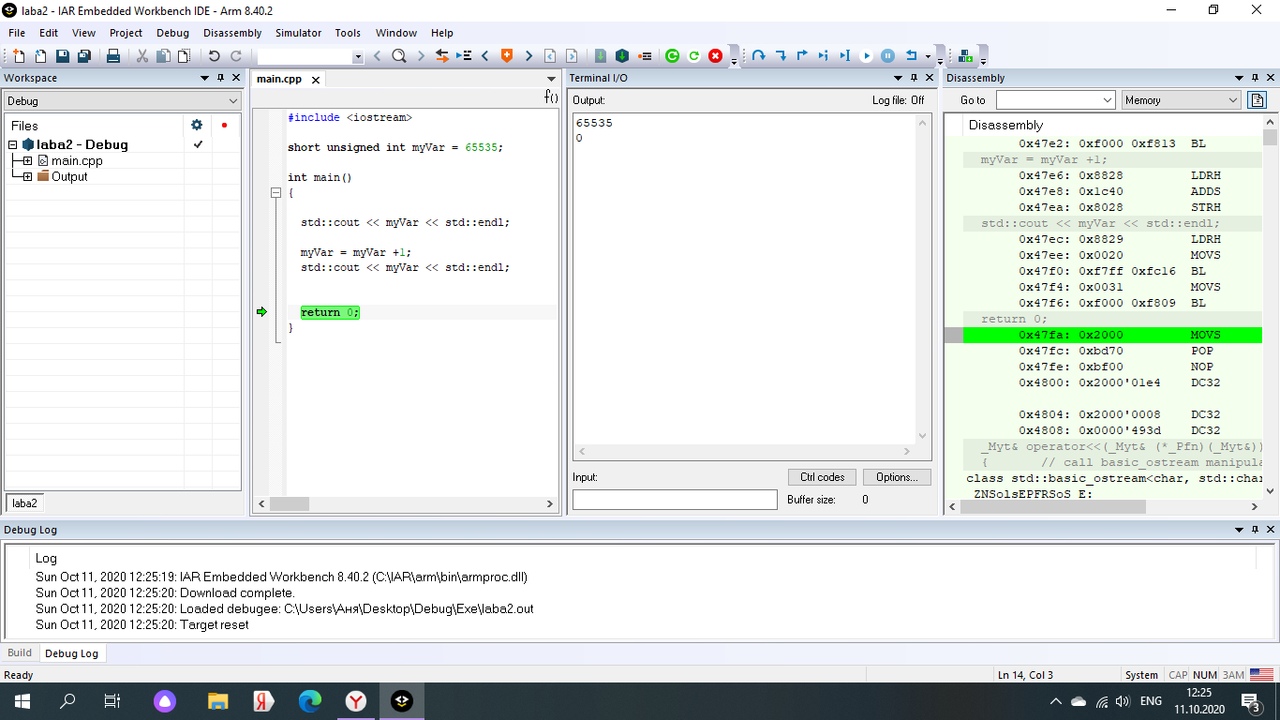 laba2 - IAR Embedded Workbench IDE - Arm 8.40.2
File Edit View Project Debug Disassembly Simulator Tools Window Help
Workspace
Debug
Files
laba2 - Debug
main.cpp
Output
laba2
main.cpp
f()
#include <iostream>
short unsigned int myVar = 65535;
int main()
{
std::cout << myVar << std::endl;
myVar = myVar +1;
std::cout << myVar << std::endl;
return 0;
}
Terminal I/O
Output: Log file: Off
65535
0
Input: Ctrl codes Options...
Buffer size: 0
Disassembly
Go to Memory
Disassembly
0x47e2: 0xf000 0xf813 BL
myVar = myVar +1;
0x47e6: 0x8828 LDRH
0x47e8: 0x1c40 ADDS
0x47ea: 0x8028 STRH
std::cout << myVar << std::endl;
0x47ec: 0x8829 LDRH
0x47ee: 0x0020 MOVS
0x47f0: 0xf7ff 0xfc16 BL
0x47f4: 0x0031 MOVS
0x47f6: 0xf000 0xf809 BL
return 0;
0x47fa: 0x2000 MOVS
0x47fc: 0xbd70 POP
0x47fe: 0xbf00 NOP
0x4800: 0x2000'01e4 DC32
0x4804: 0x2000'0008 DC32
0x4808: 0x0000'493d DC32
_Myt& operator<<(_Myt& (*_Pfn)(_Myt&))
{ // call basic_ostream manipula
class std::basic_ostream<char, std::cha
ZNSolsEPFRSoS E:
Debug Log
Log
Sun Oct 11, 2020 12:25:19: IAR Embedded Workbench 8.40.2 (C:\IAR\arm\bin\armproc.dll)
Sun Oct 11, 2020 12:25:20: Download complete.
Sun Oct 11, 2020 12:25:20: Loaded debugee: C:\Users\Аня\Desktop\Debug\Exe\laba2.out
Sun Oct 11, 2020 12:25:20: Target reset
Build Debug Log
Ready Ln 14, Col 3 System CAP NUM ЗАМ
ENG 12:25
11.10.2020
3